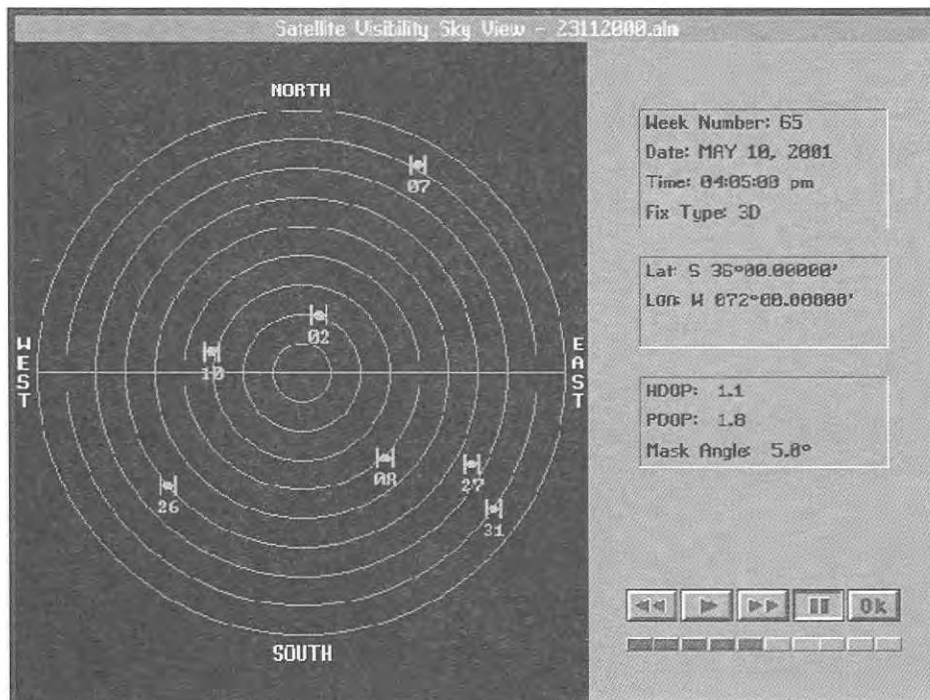 Satellite Visibility Sky View - 23112000.alm
NORTH
07
02
10
WEST
EAST
08
27
26
31
SOUTH
Week Number: 65
Date: MAY 10, 2001
Time: 04:05:00 pm
Fix Type: 3D
Lat: S 36°00.00000'
Lon: W 072°00.00000'
HDOP: 1.1
PDOP: 1.8
Mask Angle: 5.0°
Ok